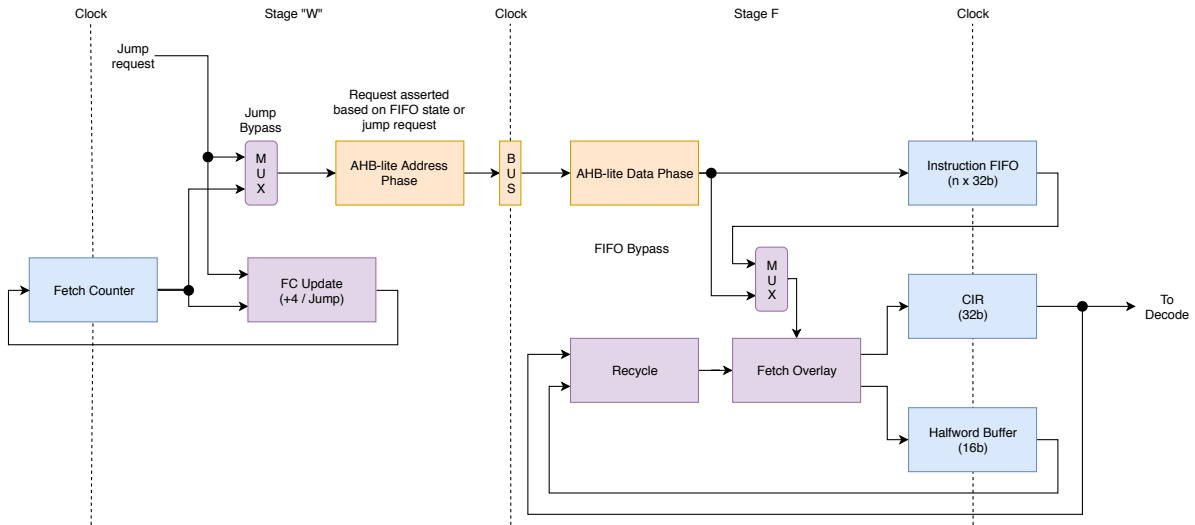 Clock
Stage "W"
Clock
Stage F
Clock
Jump
request
Jump
Bypass
Request asserted
based on FIFO state or
jump request
M
U
X
AHB-lite Address
Phase
B
U
S
AHB-lite Data Phase
Instruction FIFO
(n x 32b)
FIFO Bypass
M
U
X
Fetch Counter
FC Update
(+4 / Jump)
CIR
(32b)
To
Decode
Recycle
Fetch Overlay
Halfword Buffer
(16b)